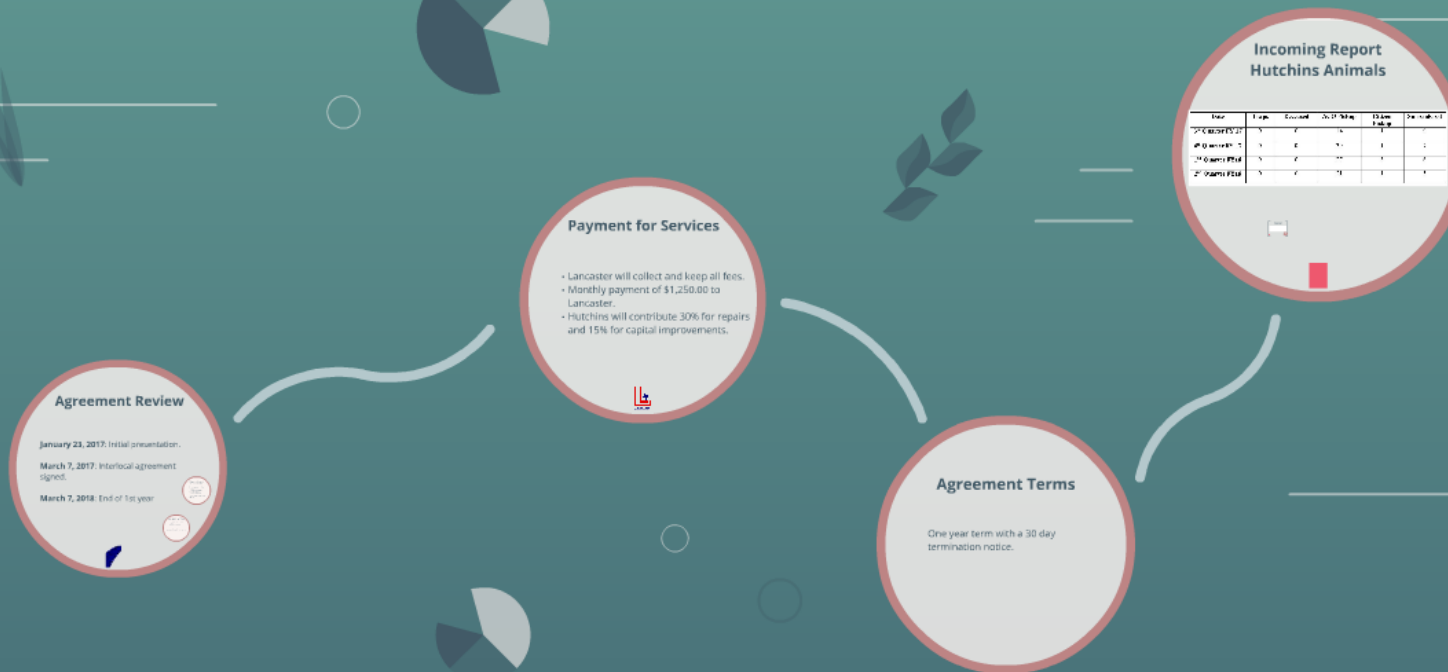 Agreement Review
January 23, 2017: Initial presentation.
March 7, 2017: Interlocal agreement
signed.
March 7, 2018: End of 1st year
Payment for Services
• Lancaster will collect and keep all fees.
• Monthly payment of $1,250.00 to
Lancaster.
• Hutchins will contribute 30% for repairs
and 15% for capital improvements.
Agreement Terms
One year term with a 30 day
termination notice.
Incoming Report
Hutchins Animals